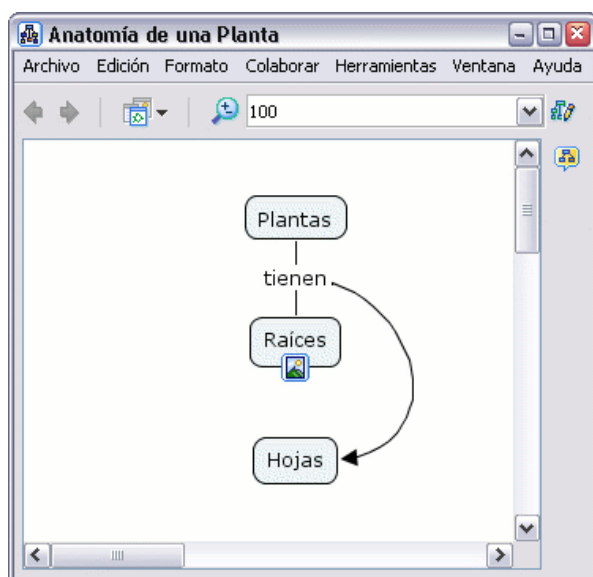 Anatomía de una Planta
Archivo Edición Formato Colaborar Herramientas Ventana Ayuda
100
Plantas
tienen
Raíces
Hojas